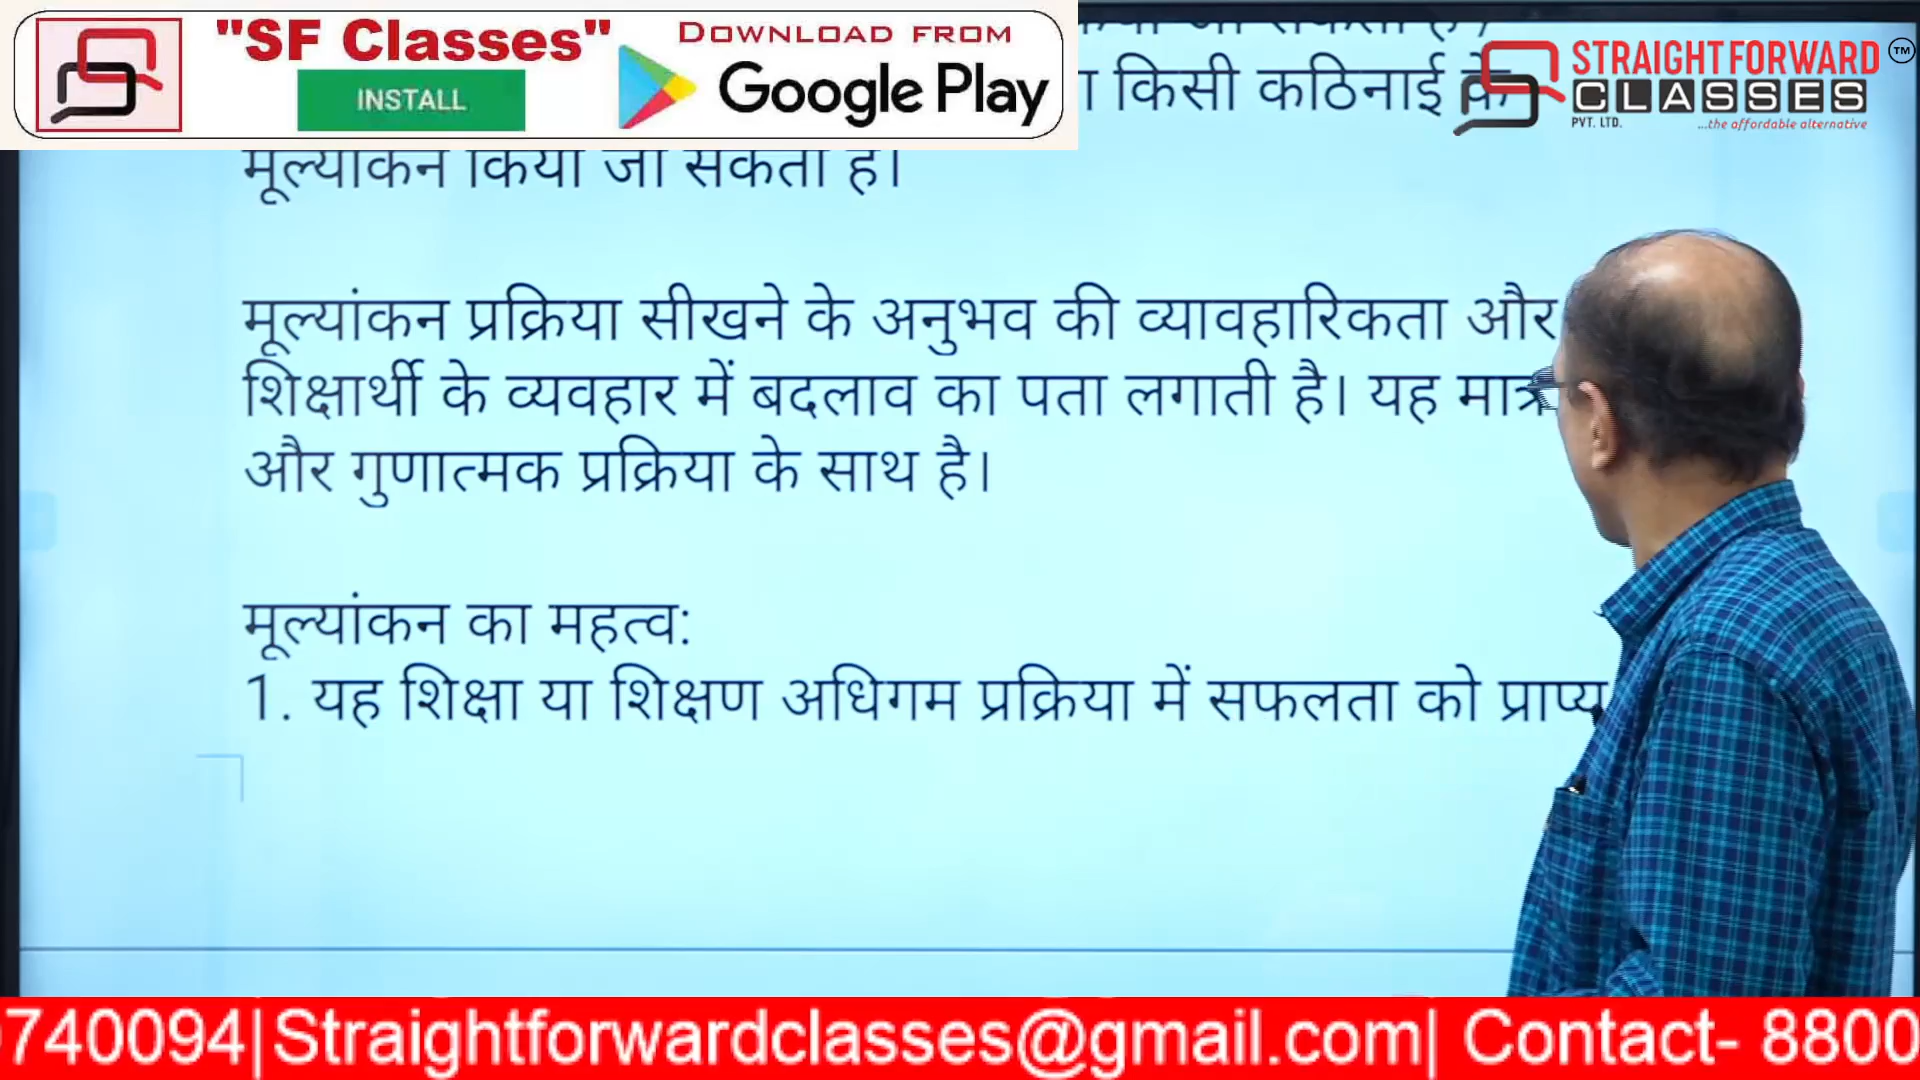 "SF Classes"
INSTALL
DOWNLOAD FROM
Google Play
STRAIGHT FORWARD
CLASSES
PVT. LTD.
...the affordable alternative
TM
किसी कठिनाई के
मूल्यांकन किया जा सकता है।
मूल्यांकन प्रक्रिया सीखने के अनुभव की व्यावहारिकता और
शिक्षार्थी के व्यवहार में बदलाव का पता लगाती है। यह
और गुणात्मक प्रक्रिया के साथ है।
मूल्यांकन का महत्व:
1. यह शिक्षा या शिक्षण अधिगम प्रक्रिया में सफलता को प्राप्य
740094|Straightforwardclasses@gmail.com| Contact- 8800